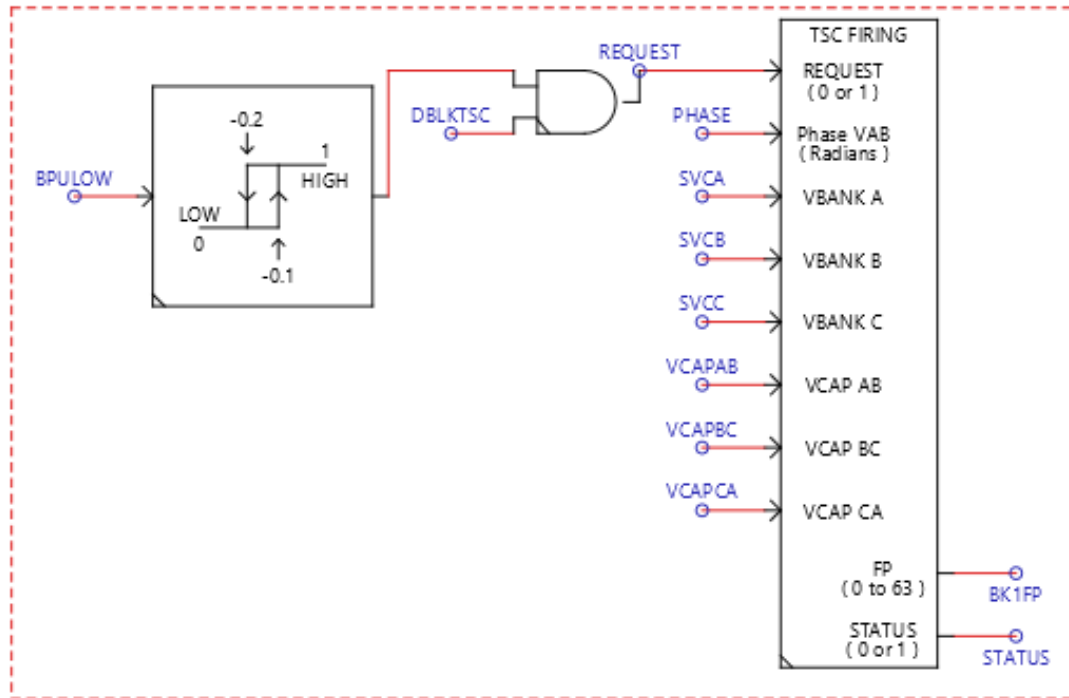 BPULOW
-0.2
1
HIGH
LOW
0
-0.1
DBLKTSC
REQUEST
PHASE
SVCA
SVCB
SVCC
VCAPAB
VCAPBC
VCAPCA
TSC FIRING
REQUEST
( 0 or 1 )
Phase VAB
( Radians )
VBANK A
VBANK B
VBANK C
VCAP AB
VCAP BC
VCAP CA
FP
( 0 to 63 )
STATUS
( 0 or 1 )
BK1FP
STATUS